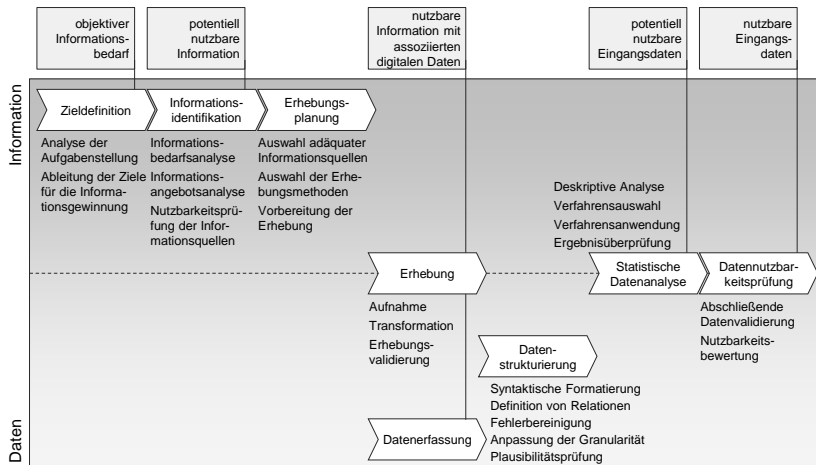 objektiver
Informations-
bedarf
potentiell
nutzbare
Information
nutzbare
Information mit
assoziierten
digitalen Daten
potentiell
nutzbare
Eingangsdaten
nutzbare
Eingangs-
daten
Information
Daten
Zieldefinition
Analyse der
Aufgabenstellung
Ableitung der Ziele
für die Informa-
tionsgewinnung
Informations-
identifikation
Informations-
bedarfsanalyse
Informations-
angebotsanalyse
Nutzbarkeitsprü-
fung der Infor-
mationsquellen
Erhebungs-
planung
Auswahl adäquater
Informationsquellen
Auswahl der Erhe-
bungsmethoden
Vorbereitung der
Erhebung
Erhebung
Aufnahme
Transformation
Erhebungs-
validierung
Datenerfassung
Daten-
strukturierung
Syntaktische Formatierung
Definition von Relationen
Fehlerbereinigung
Anpassung der Granularität
Plausibilitätsprüfung
Deskriptive Analyse
Verfahrensauswahl
Verfahrensanwendung
Ergebnisüberprüfung
Statistische
Datenanalyse
Datennutzbar-
keitsprüfung
Abschließende
Datenvalidierung
Nutzbarkeits-
bewertung